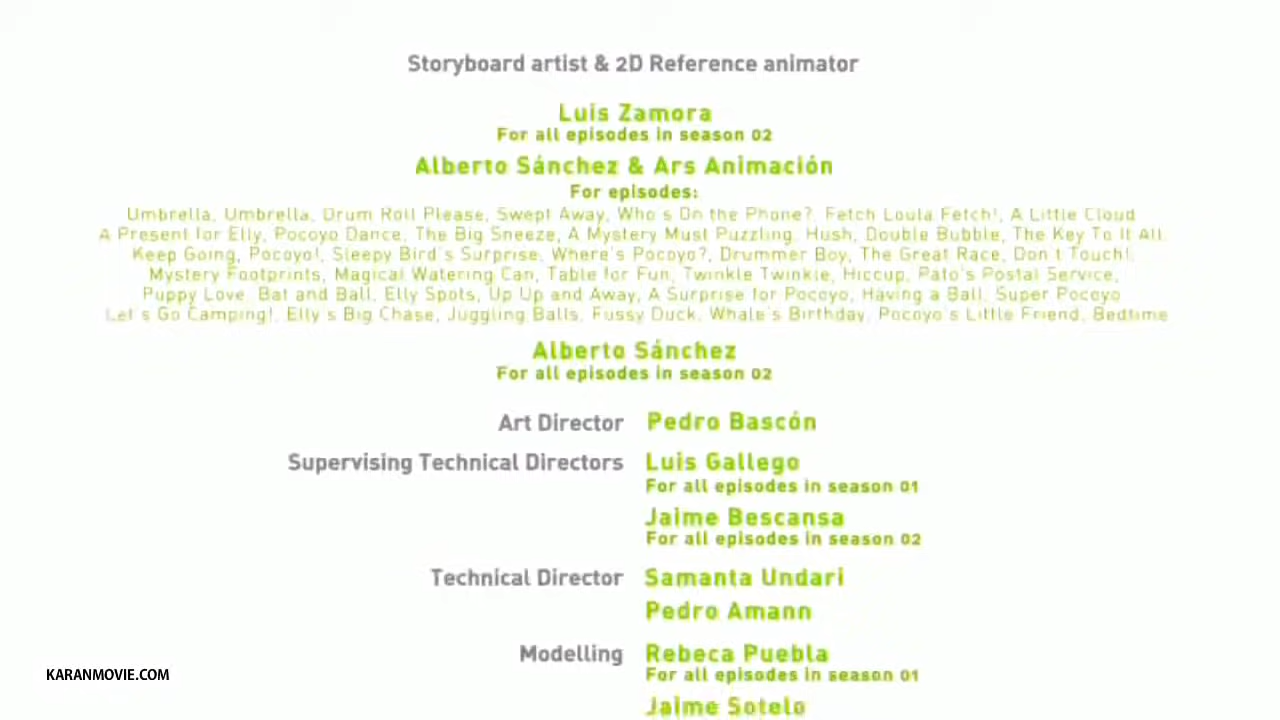 Storyboard artist & 2D Reference animator
Luis Zamora
For all episodes in season 02
Alberto Sánchez & Ars Animación
For episodes:
Umbrella, Umbrella, Drum Roll Please, Swept Away, Who's On the Phone?, Fetch Loula Fetch!, A Little Cloud
A Present for Elly, Pocoyo Dance, The Big Sneeze, A Mystery Must Puzzling, Hush, Double Bubble, The Key To It All,
Keep Going, Pocoyo!, Sleepy Bird's Surprise, Where's Pocoyo?, Drummer Boy, The Great Race, Don't Touch!,
Mystery Footprints, Magical Watering Can, Table for Fun, Twinkle Twinkle, Hiccup, Pato's Postal Service,
Puppy Love, Bat and Ball, Elly Spots, Up Up and Away, A Surprise for Pocoyo, Having a Ball, Super Pocoyo
Let's Go Camping!, Elly's Big Chase, Juggling Balls, Fussy Duck, Whale's Birthday, Pocoyo's Little Friend, Bedtime
Alberto Sánchez
For all episodes in season 02
Art Director Pedro Bascón
Supervising Technical Directors Luis Gallego
For all episodes in season 01
Jaime Bescansa
For all episodes in season 02
Technical Director Samanta Undari
Pedro Amann
Modelling Rebeca Puebla
For all episodes in season 01
Jaime Sotelo
KARANMOVIE.COM